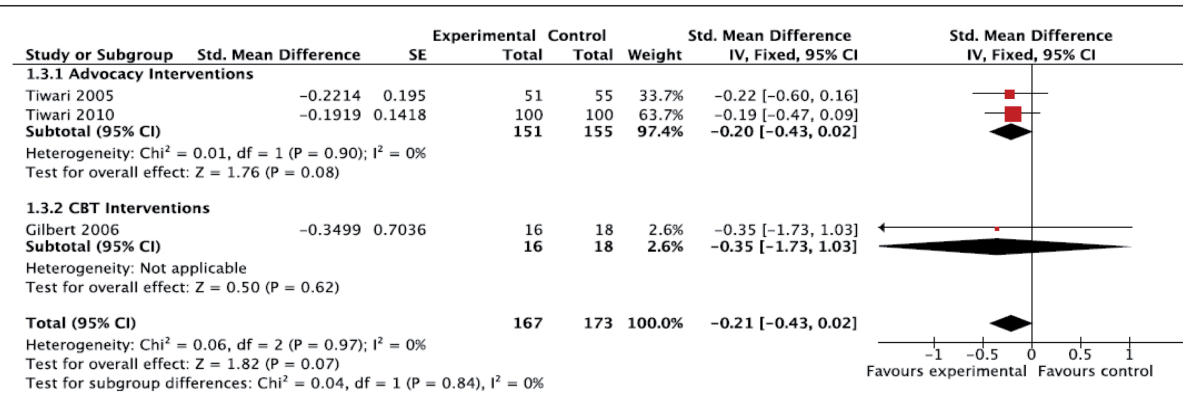 Experimental Control Std. Mean Difference Std. Mean Difference
Study or Subgroup Std. Mean Difference SE Total Total Weight IV, Fixed, 95% CI IV, Fixed, 95% CI
1.3.1 Advocacy Interventions
Tiwari 2005 -0.2214 0.195 51 55 33.7% -0.22 [-0.60, 0.16]
Tiwari 2010 -0.1919 0.1418 100 100 63.7% -0.19 [-0.47, 0.09]
Subtotal (95% CI) 151 155 97.4% -0.20 [-0.43, 0.02]
Heterogeneity: Chi² = 0.01, df = 1 (P = 0.90); I² = 0%
Test for overall effect: Z = 1.76 (P = 0.08)
1.3.2 CBT Interventions
Gilbert 2006 -0.3499 0.7036 16 18 2.6% -0.35 [-1.73, 1.03]
Subtotal (95% CI) 16 18 2.6% -0.35 [-1.73, 1.03]
Heterogeneity: Not applicable
Test for overall effect: Z = 0.50 (P = 0.62)
Total (95% CI) 167 173 100.0% -0.21 [-0.43, 0.02]
Heterogeneity: Chi² = 0.06, df = 2 (P = 0.97); I² = 0%
Test for overall effect: Z = 1.82 (P = 0.07)
Test for subgroup differences: Chi² = 0.04, df = 1 (P = 0.84), I² = 0%
-1 -0.5 0 0.5 1
Favours experimental Favours control